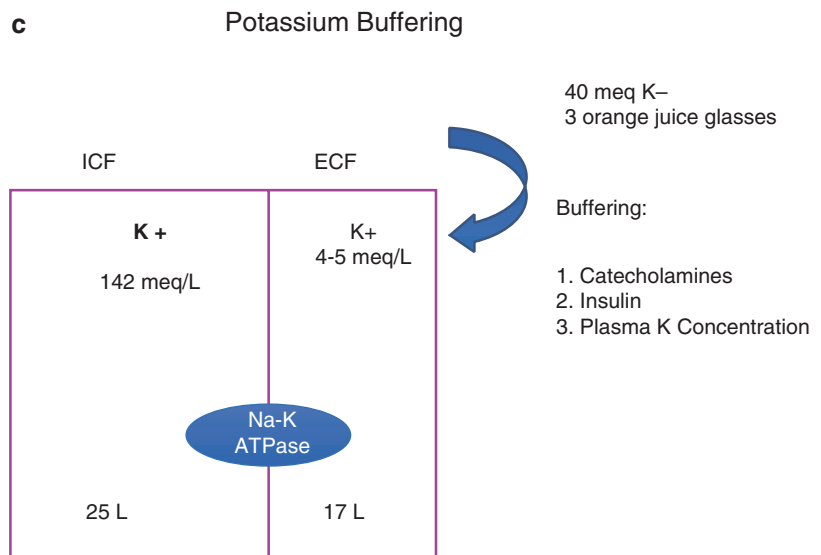 c
Potassium Buffering
40 meq K–
3 orange juice glasses
ICF
ECF
K +
142 meq/L
K+
4-5 meq/L
Buffering:
1. Catecholamines
2. Insulin
3. Plasma K Concentration
Na-K
ATPase
25 L
17 L